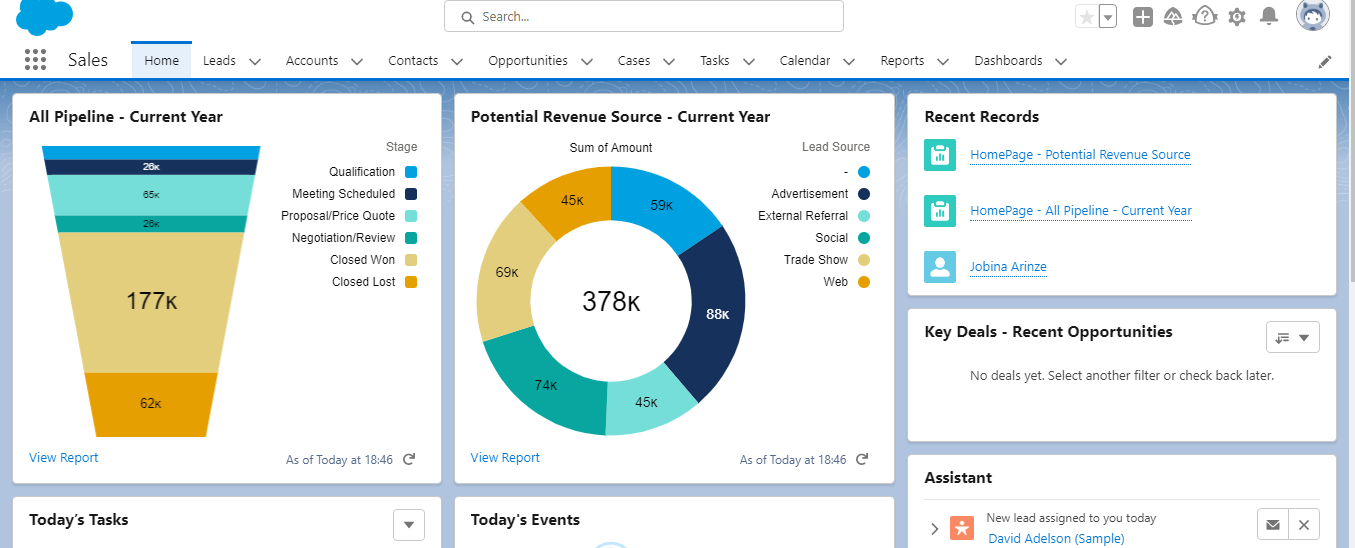 Search...
Sales
Home
Leads
Accounts
Contacts
Opportunities
Cases
Tasks
Calendar
Reports
Dashboards
All Pipeline - Current Year
Stage
Qualification
Meeting Scheduled
Proposal/Price Quote
Negotiation/Review
Closed Won
Closed Lost
26K
65K
26K
177K
62K
View Report
As of Today at 18:46
Potential Revenue Source - Current Year
Sum of Amount
Lead Source
-
Advertisement
External Referral
Social
Trade Show
Web
59K
88K
45K
74K
69K
45K
378K
View Report
As of Today at 18:46
Recent Records
HomePage - Potential Revenue Source
HomePage - All Pipeline - Current Year
Jobina Arinze
Key Deals - Recent Opportunities
No deals yet. Select another filter or check back later.
Assistant
New lead assigned to you today
David Adelson (Sample)
Today’s Tasks
Today's Events